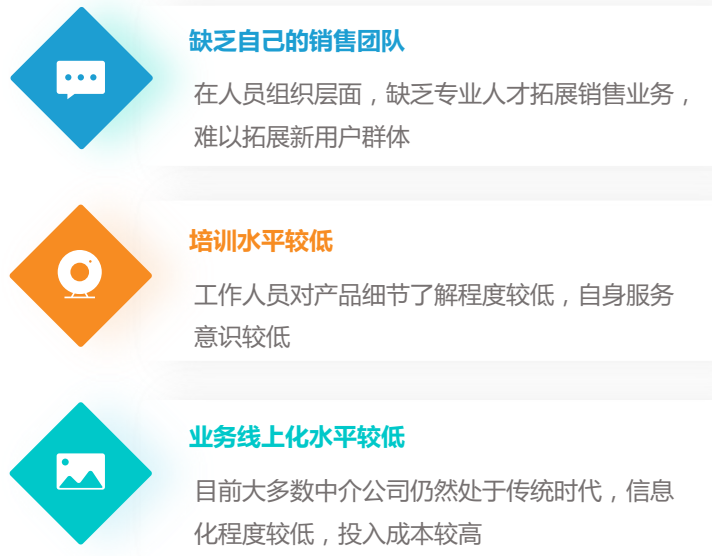 缺乏自己的销售团队
在人员组织层面，缺乏专业人才拓展销售业务，
难以拓展新用户群体
培训水平较低
工作人员对产品细节了解程度较低，自身服务
意识较低
业务线上化水平较低
目前大多数中介公司仍然处于传统时代，信息
化程度较低，投入成本较高